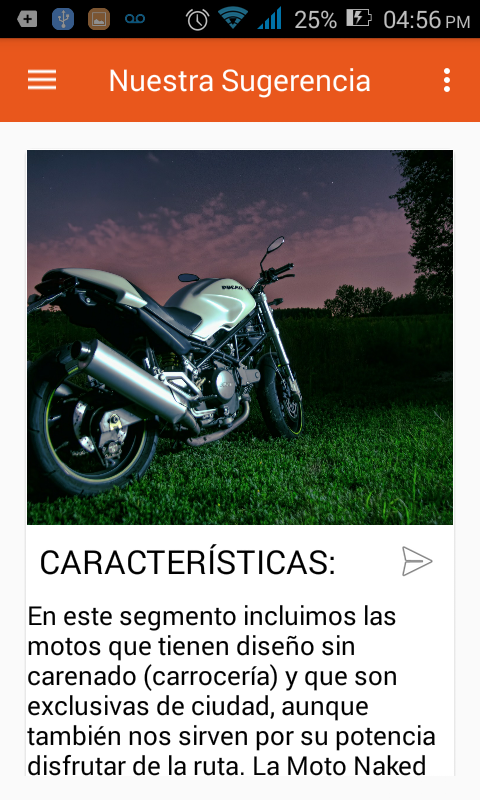 25% 04:56 PM
Nuestra Sugerencia
DUCATI
CARACTERÍSTICAS:
En este segmento incluimos las
motos que tienen diseño sin
carenado (carrocería) y que son
exclusivas de ciudad, aunque
también nos sirven por su potencia
disfrutar de la ruta. La Moto Naked